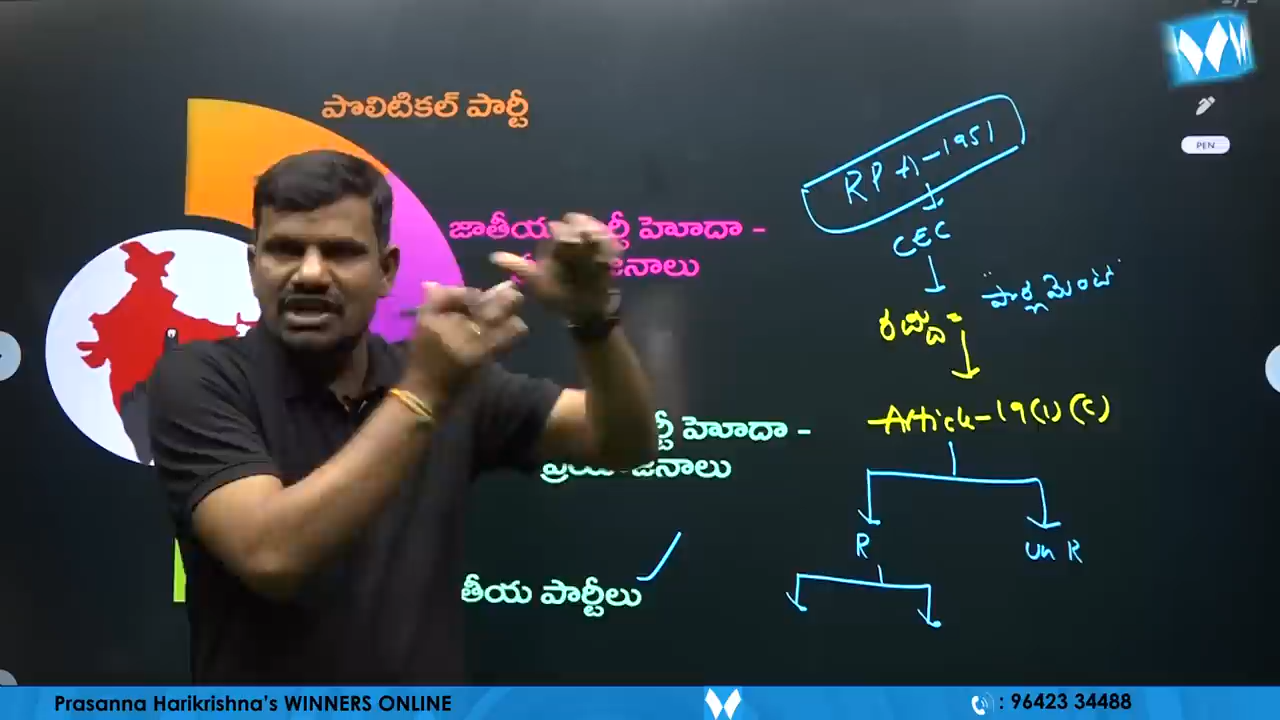 పొలిటికల్ పార్టీ
జాతీయ పార్టీ హెూదా -
హెూదా -
తీయ పార్టీలు
RPA-1951
CEC
"పార్లమెంట్"
రద్దు
Article-19(1)(c)
R
Un R
PEN
Prasanna Harikrishna's WINNERS ONLINE
: 96423 34488